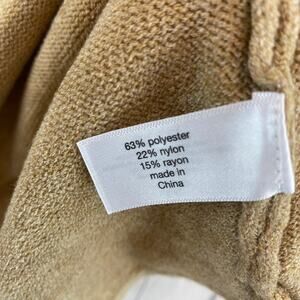 63% polyester
22% nylon
15% rayon
made in
China